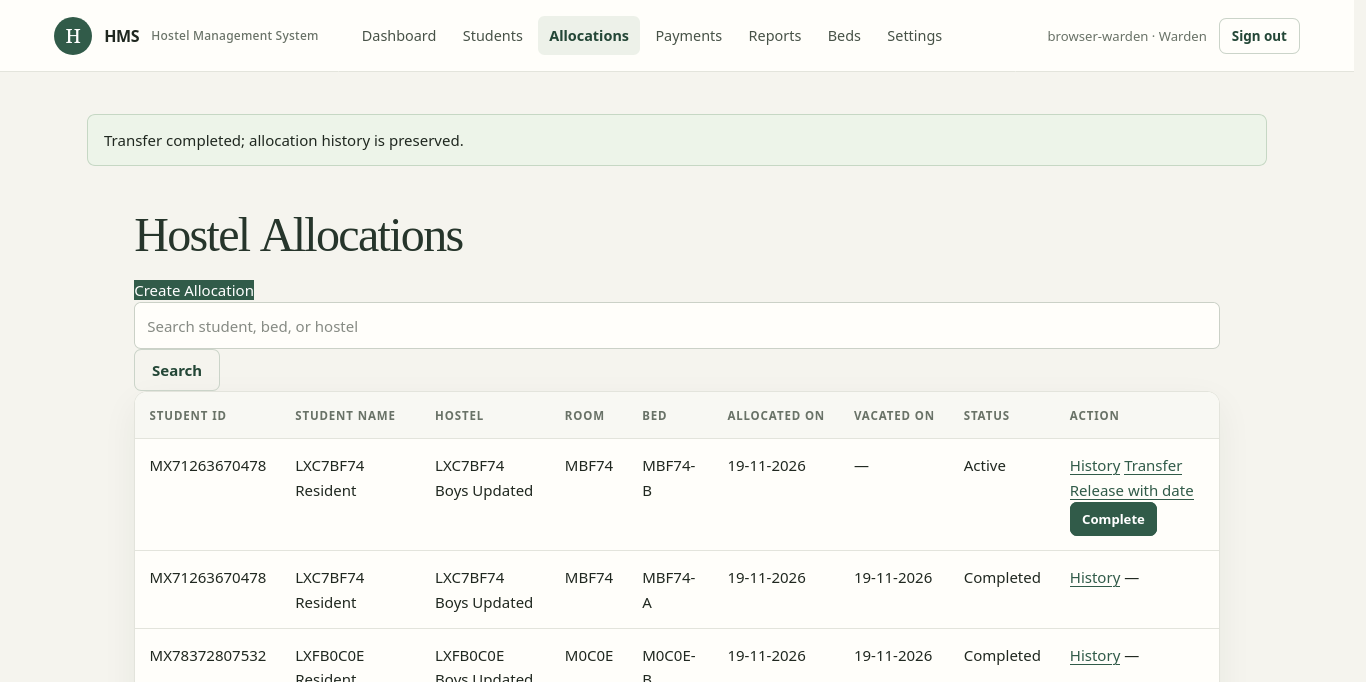 H HMS Hostel Management System Dashboard Students Allocations Payments Reports Beds Settings browser-warden · Warden Sign out
Transfer completed; allocation history is preserved.
Hostel Allocations
Create Allocation
Search student, bed, or hostel
Search
STUDENT ID STUDENT NAME HOSTEL ROOM BED ALLOCATED ON VACATED ON STATUS ACTION
MX71263670478 LXC7BF74 LXC7BF74 MBF74 MBF74- 19-11-2026 — Active History Transfer
Resident Boys Updated B Release with date
Complete
MX71263670478 LXC7BF74 LXC7BF74 MBF74 MBF74- 19-11-2026 19-11-2026 Completed History —
Resident Boys Updated A
MX78372807532 LXFB0C0E LXFB0C0E M0C0E M0C0E- 19-11-2026 19-11-2026 Completed History —
Resident Boys Updated B